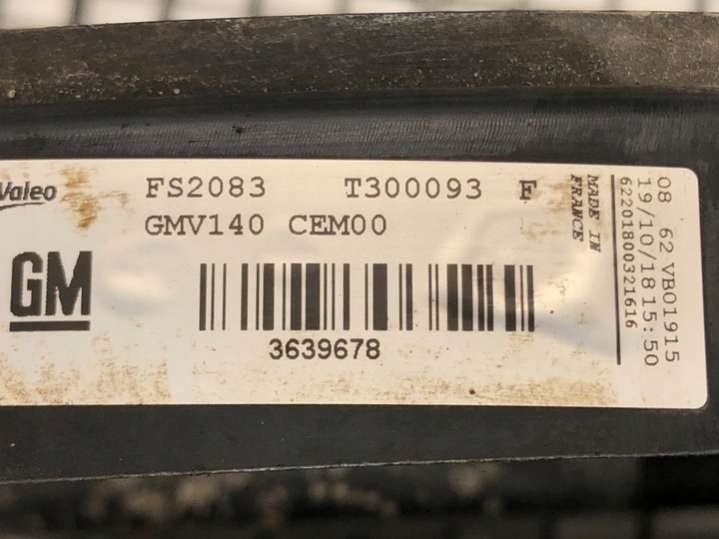 Valeo FS2083 T300093 E
GMV140 CEM00
GM
3639678
MADE IN
FRANCE
08 62 VB01915
19/10/18 15:50
62201800321616